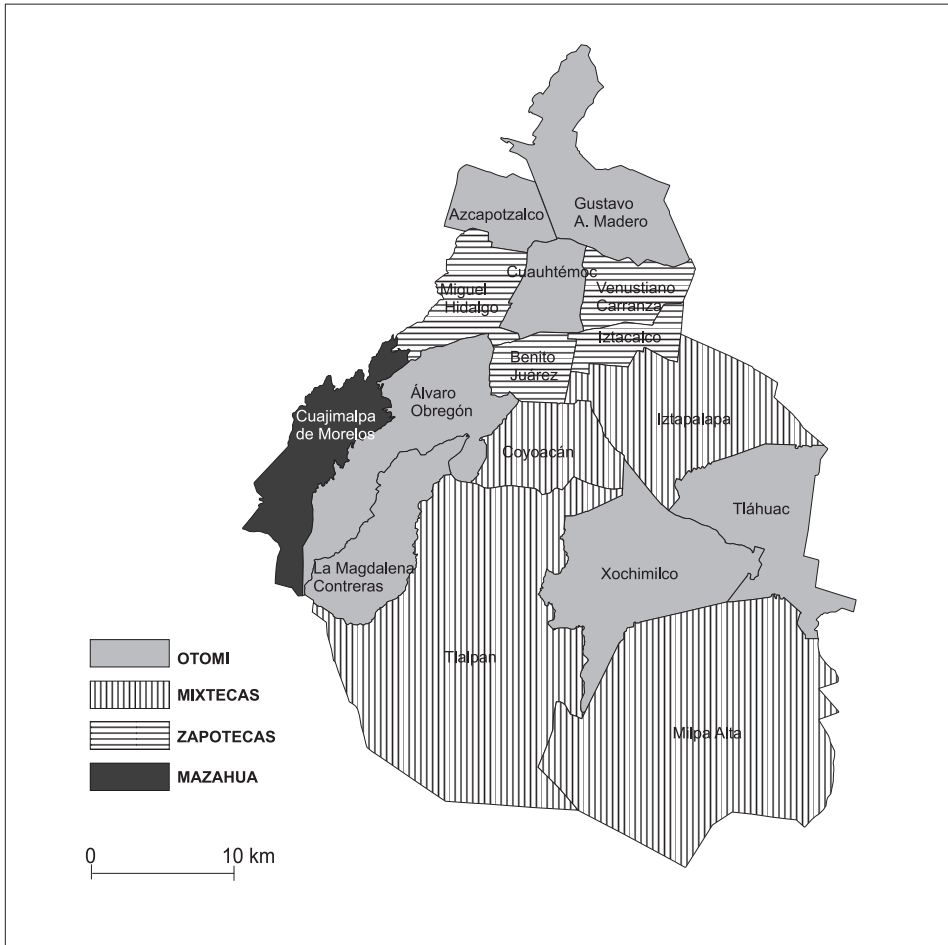 Azcapotzalco
Gustavo
A. Madero
Cuauhtémoc
Miguel
Hidalgo
Venustiano
Carranza
Iztacalco
Benito
Juárez
Álvaro
Obregón
Cuajimalpa
de Morelos
Iztapalapa
Coyoacán
Tláhuac
La Magdalena
Contreras
Xochimilco
Tlalpan
Milpa Alta
OTOMI
MIXTECAS
ZAPOTECAS
MAZAHUA
0 10 km